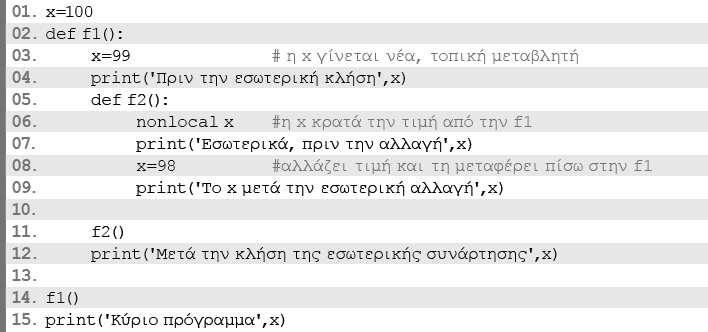 01. x=100
02. def f1():
03.     x=99               # η x γίνεται νέα, τοπική μεταβλητή
04.     print('Πριν την εσωτερική κλήση',x)
05.     def f2():
06.         nonlocal x    #η x κρατά την τιμή από την f1
07.         print('Εσωτερικά, πριν την αλλαγή',x)
08.         x=98          #αλλάζει τιμή και τη μεταφέρει πίσω στην f1
09.         print('Το x μετά την εσωτερική αλλαγή',x)
10.
11.     f2()
12.     print('Μετά την κλήση της εσωτερικής συνάρτησης',x)
13.
14. f1()
15. print('Κύριο πρόγραμμα',x)